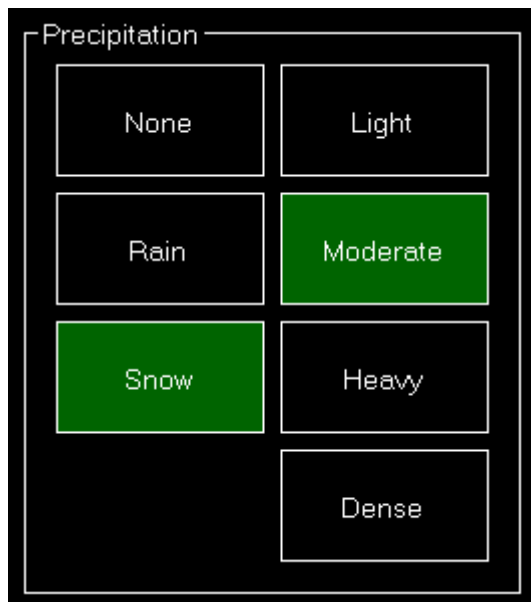 Precipitation
None
Light
Rain
Moderate
Snow
Heavy
Dense